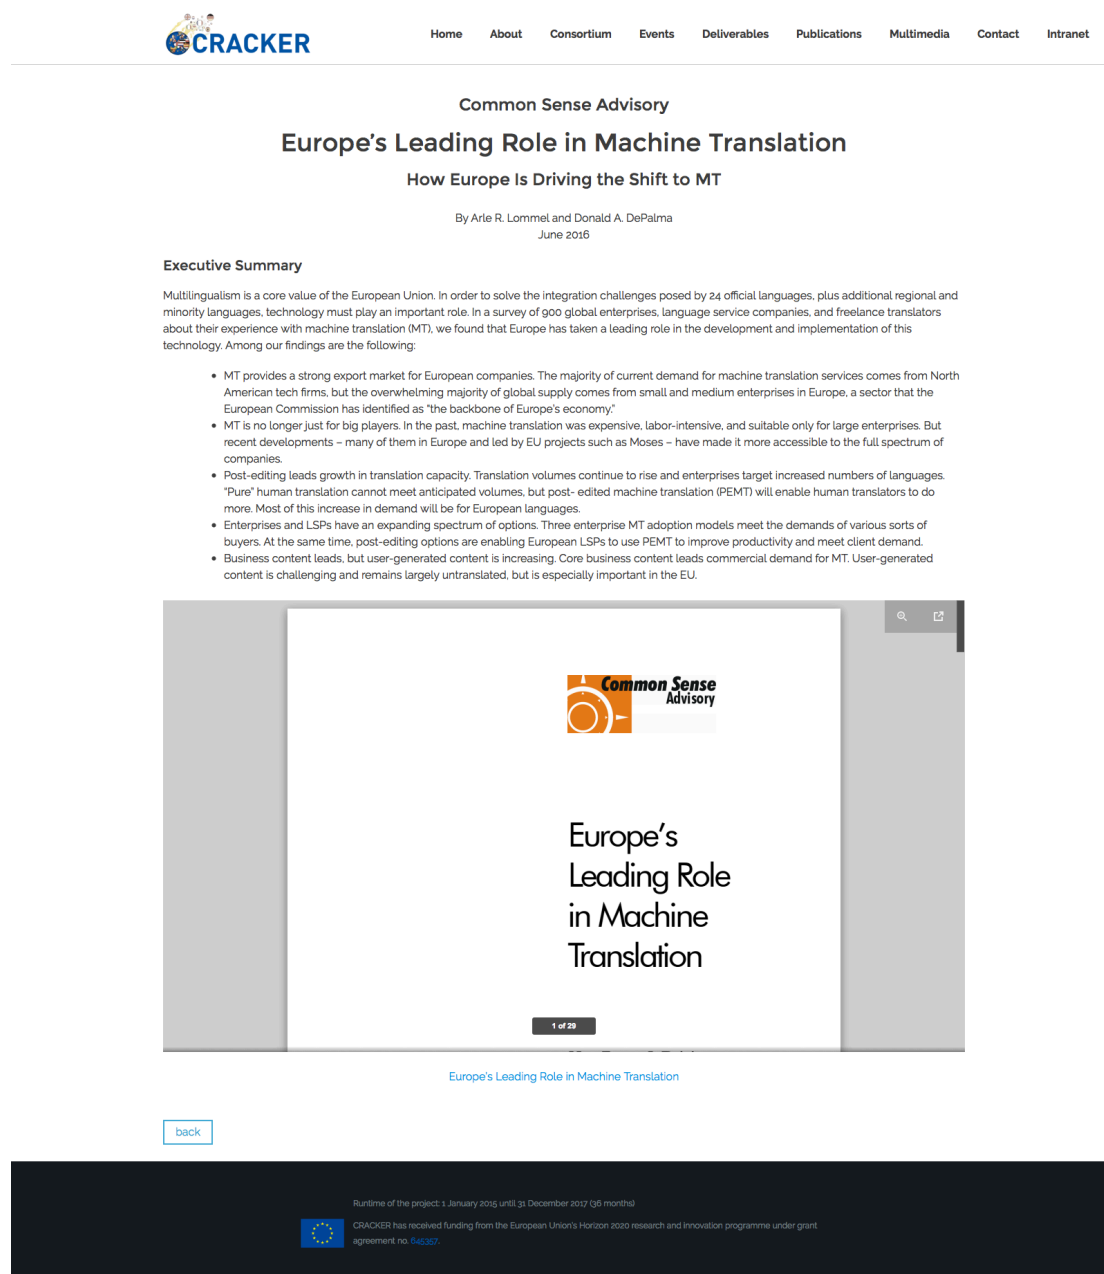 CRACKER
Home About Consortium Events Deliverables Publications Multimedia Contact Intranet
Common Sense Advisory
Europe's Leading Role in Machine Translation
How Europe Is Driving the Shift to MT
By Arle R. Lommel and Donald A. DePalma
June 2016
Executive Summary
Multilingualism is a core value of the European Union. In order to solve the integration challenges posed by 24 official languages, plus additional regional and
minority languages, technology must play an important role. In a survey of 900 global enterprises, language service companies, and freelance translators
about their experience with machine translation (MT), we found that Europe has taken a leading role in the development and implementation of this
technology. Among our findings are the following:
• MT provides a strong export market for European companies. The majority of current demand for machine translation services comes from North
American tech firms, but the overwhelming majority of global supply comes from small and medium enterprises in Europe, a sector that the
European Commission has identified as "the backbone of Europe's economy."
• MT is no longer just for big players. In the past, machine translation was expensive, labor-intensive, and suitable only for large enterprises. But
recent developments – many of them in Europe and led by EU projects such as Moses – have made it more accessible to the full spectrum of
companies.
• Post-editing leads growth in translation capacity. Translation volumes continue to rise and enterprises target increased numbers of languages.
"Pure" human translation cannot meet anticipated volumes, but post- edited machine translation (PEMT) will enable human translators to do
more. Most of this increase in demand will be for European languages.
• Enterprises and LSPs have an expanding spectrum of options. Three enterprise MT adoption models meet the demands of various sorts of
buyers. At the same time, post-editing options are enabling European LSPs to use PEMT to improve productivity and meet client demand.
• Business content leads, but user-generated content is increasing. Core business content leads commercial demand for MT. User-generated
content is challenging and remains largely untranslated, but is especially important in the EU.
Common Sense
Advisory
Europe's
Leading Role
in Machine
Translation
1 of 29
Europe's Leading Role in Machine Translation
back
Runtime of the project: 1 January 2015 until 31 December 2017 (36 months)
CRACKER has received funding from the European Union's Horizon 2020 research and innovation programme under grant
agreement no. 645357.